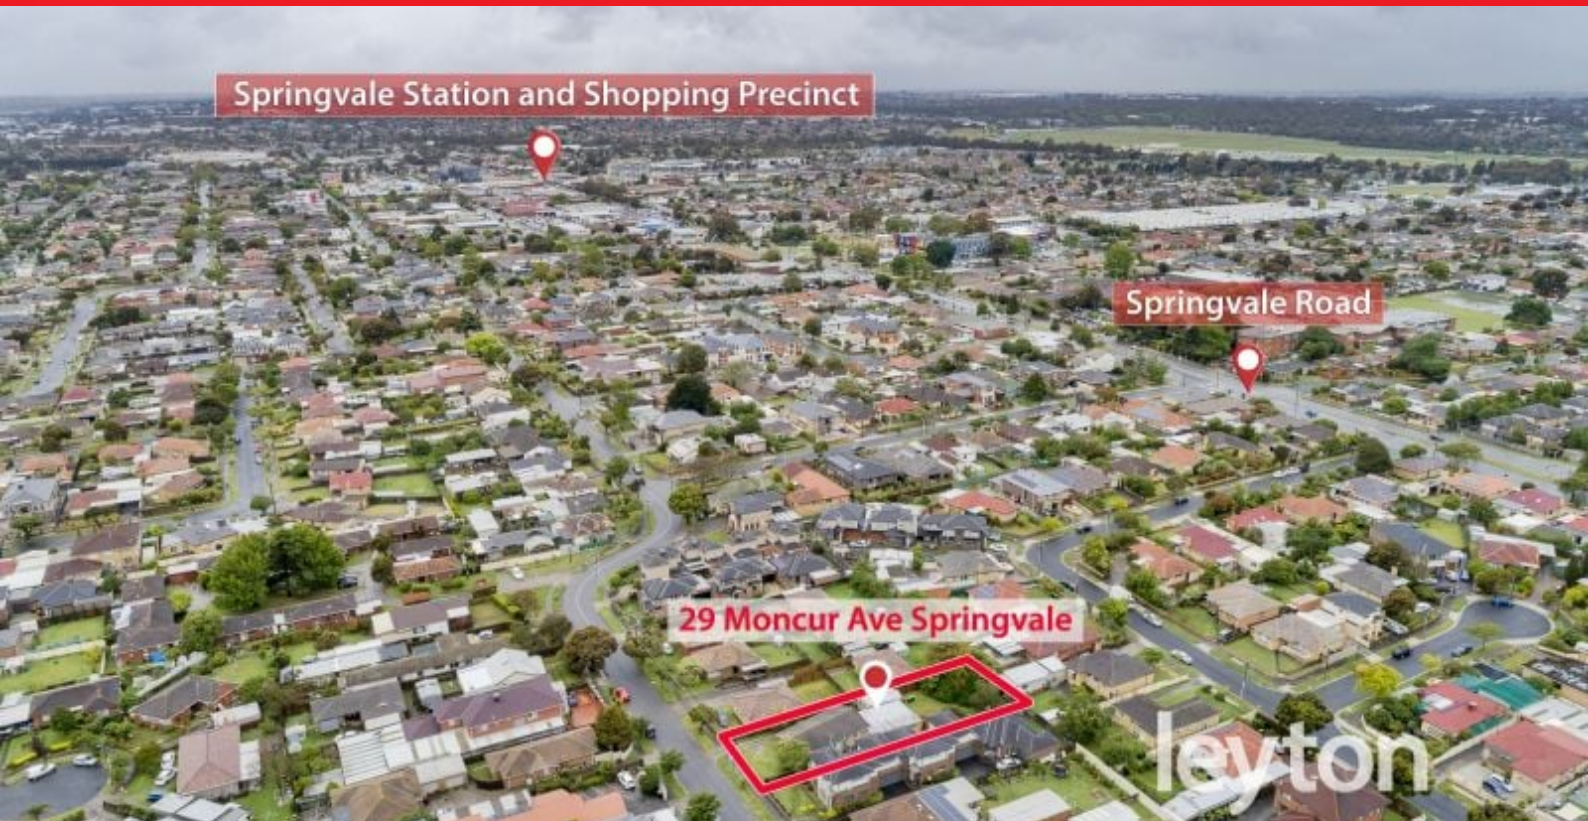 Springvale Station and Shopping Precinct
Springvale Road
29 Moncur Ave Springvale
leyton